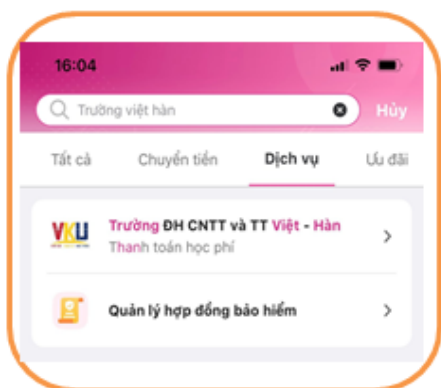 16:04
Trường việt hàn
Hủy
Tất cả Chuyển tiền Dịch vụ Ưu đãi
VKU
Trường ĐH CNTT và TT Việt - Hàn
Thanh toán học phí
Quản lý hợp đồng bảo hiểm